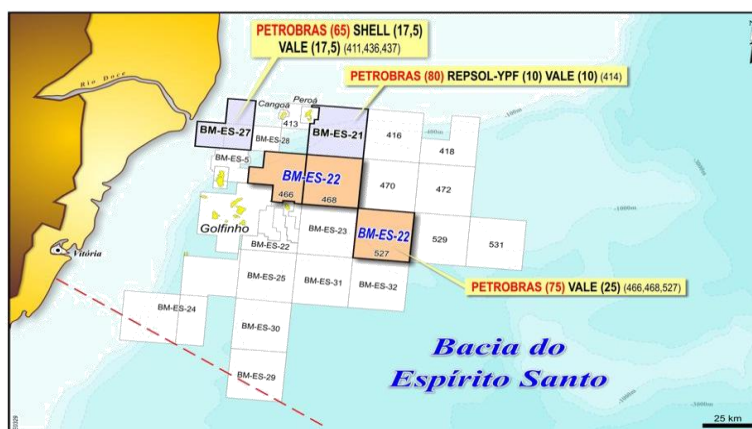 PETROBRAS (65) SHELL (17,5)
VALE (17,5) (411,436,437)
PETROBRAS (80) REPSOL-YPF (10) VALE (10) (414)
Rio Doce
Cangoá
Peroá
413
BM-ES-27
BM-ES-28
BM-ES-21
416
418
BM-ES-5
BM-ES-22
466
468
470
472
Golfinho
BM-ES-22
BM-ES-23
BM-ES-22
527
529
531
Vitória
BM-ES-25
BM-ES-31
BM-ES-32
PETROBRAS (75) VALE (25) (466,468,527)
BM-ES-24
BM-ES-30
BM-ES-29
Bacia do
Espírito Santo
25 km